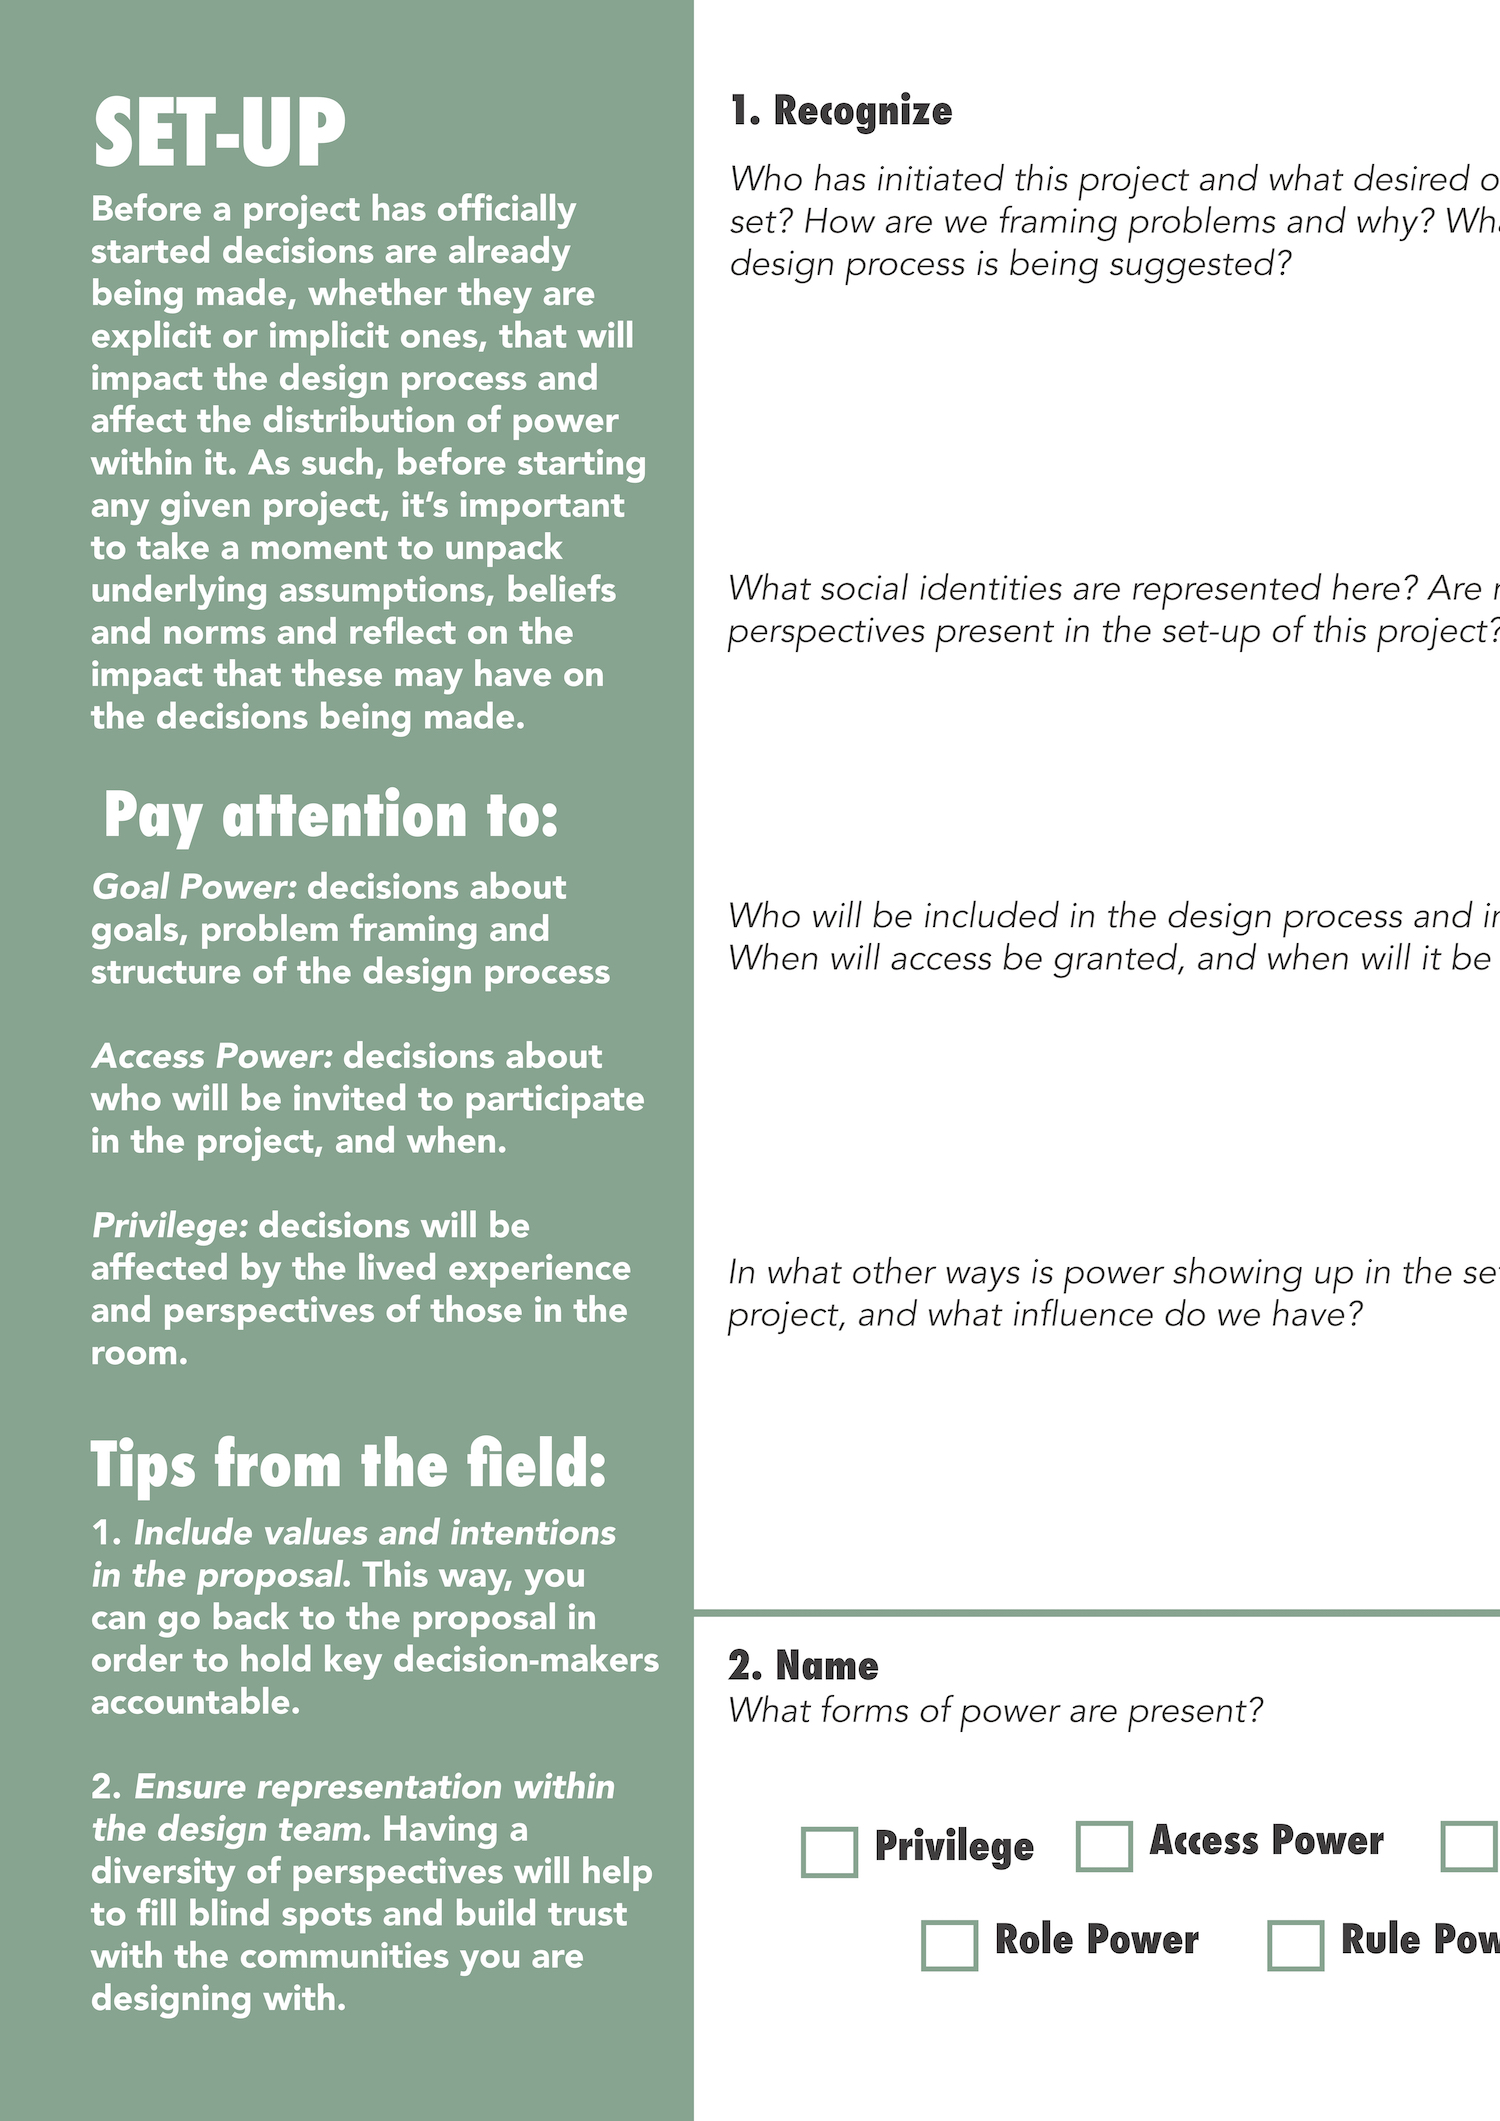 SET-UP
Before a project has officially
started decisions are already
being made, whether they are
explicit or implicit ones, that will
impact the design process and
affect the distribution of power
within it. As such, before starting
any given project, it’s important
to take a moment to unpack
underlying assumptions, beliefs
and norms and reflect on the
impact that these may have on
the decisions being made.
Pay attention to:
Goal Power: decisions about
goals, problem framing and
structure of the design process
Access Power: decisions about
who will be invited to participate
in the project, and when.
Privilege: decisions will be
affected by the lived experience
and perspectives of those in the
room.
Tips from the field:
1. Include values and intentions
in the proposal. This way, you
can go back to the proposal in
order to hold key decision-makers
accountable.
2. Ensure representation within
the design team. Having a
diversity of perspectives will help
to fill blind spots and build trust
with the communities you are
designing with.
1. Recognize
Who has initiated this project and what desired
set? How are we framing problems and why?
design process is being suggested?
What social identities are represented here? Are
perspectives present in the set-up of this project?
Who will be included in the design process and
When will access be granted, and when will it be
In what other ways is power showing up in the
project, and what influence do we have?
2. Name
What forms of power are present?
Privilege Access Power
Role Power Rule